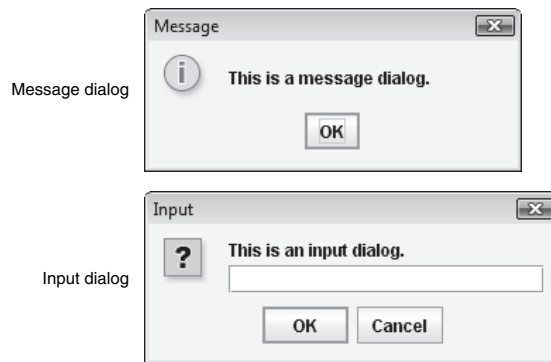 Message
Message dialog
i
This is a message dialog.
OK
Input
Input dialog
?
This is an input dialog.
OK Cancel